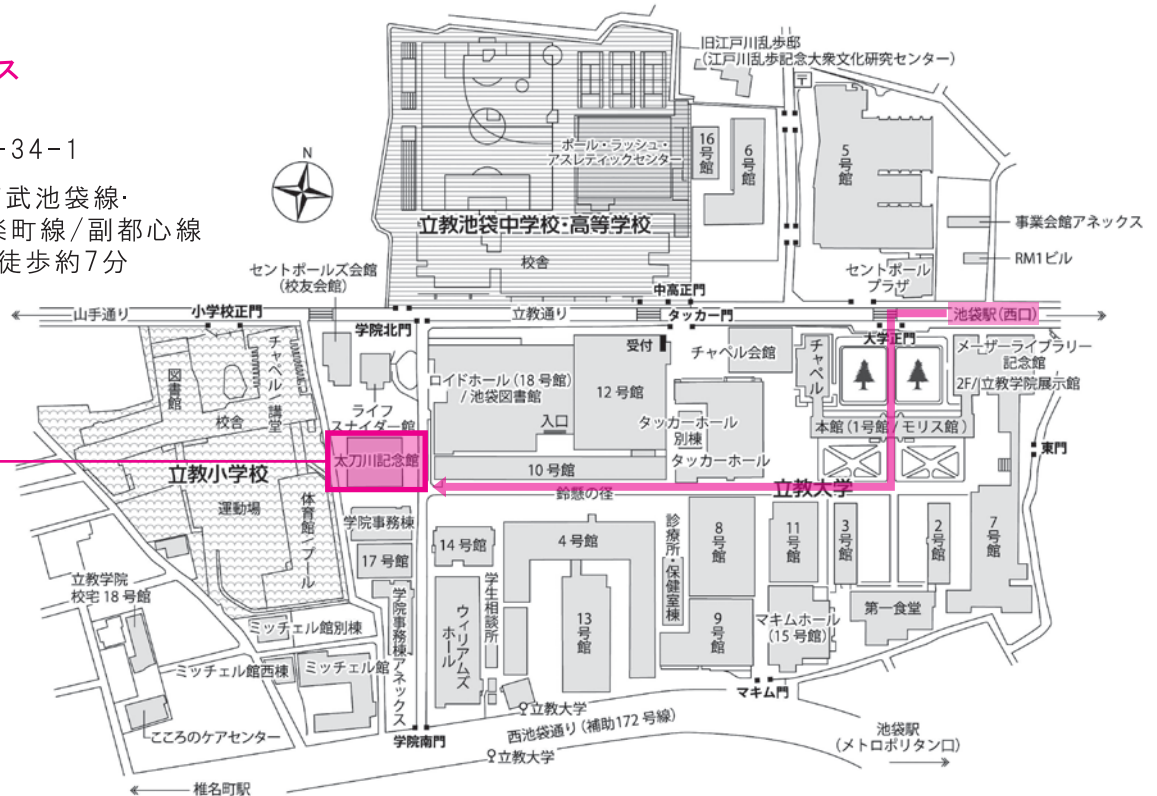 ス
-34-1
武池袋線・
楽町線/副都心線
徒歩約7分
N
旧江戸川乱歩邸
(江戸川乱歩記念大衆文化研究センター)
〒
ポール・ラッシュ・
アスレティックセンター
16号館
6号館
5号館
立教池袋中学校・高等学校
校舎
事業会館アネックス
RM1ビル
セントポールズ会館
(校友会館)
セントポール
プラザ
山手通り
小学校正門
学院北門
立教通り
中高正門
タッカー門
池袋駅(西口)
大学正門
受付
チャペル会館
チャペル
メーザーライブラリー
記念館
2F/立教学院展示館
図書館
チャペル/講堂
校舎
ライフ
スナイダー館
ロイドホール(18号館)
/池袋図書館
12号館
入口
タッカーホール
別棟
タッカーホール
本館(1号館/モリス館)
東門
太刀川記念館
10号館
立教小学校
運動場
体育館/プール
鈴懸の径
立教大学
学院事務棟
17号館
14号館
4号館
診療所・保健室棟
8号館
11号館
3号館
2号館
7号館
立教学院
校宅18号館
学院事務棟アネックス
ウィリアムズ
ホール
学生相談所
13号館
9号館
マキムホール
(15号館)
第一食堂
ミッチェル館別棟
ミッチェル館西棟
ミッチェル館
マキム門
こころのケアセンター
学院南門
立教大学
西池袋通り(補助172号線)
立教大学
池袋駅
(メトロポリタン口)
椎名町駅